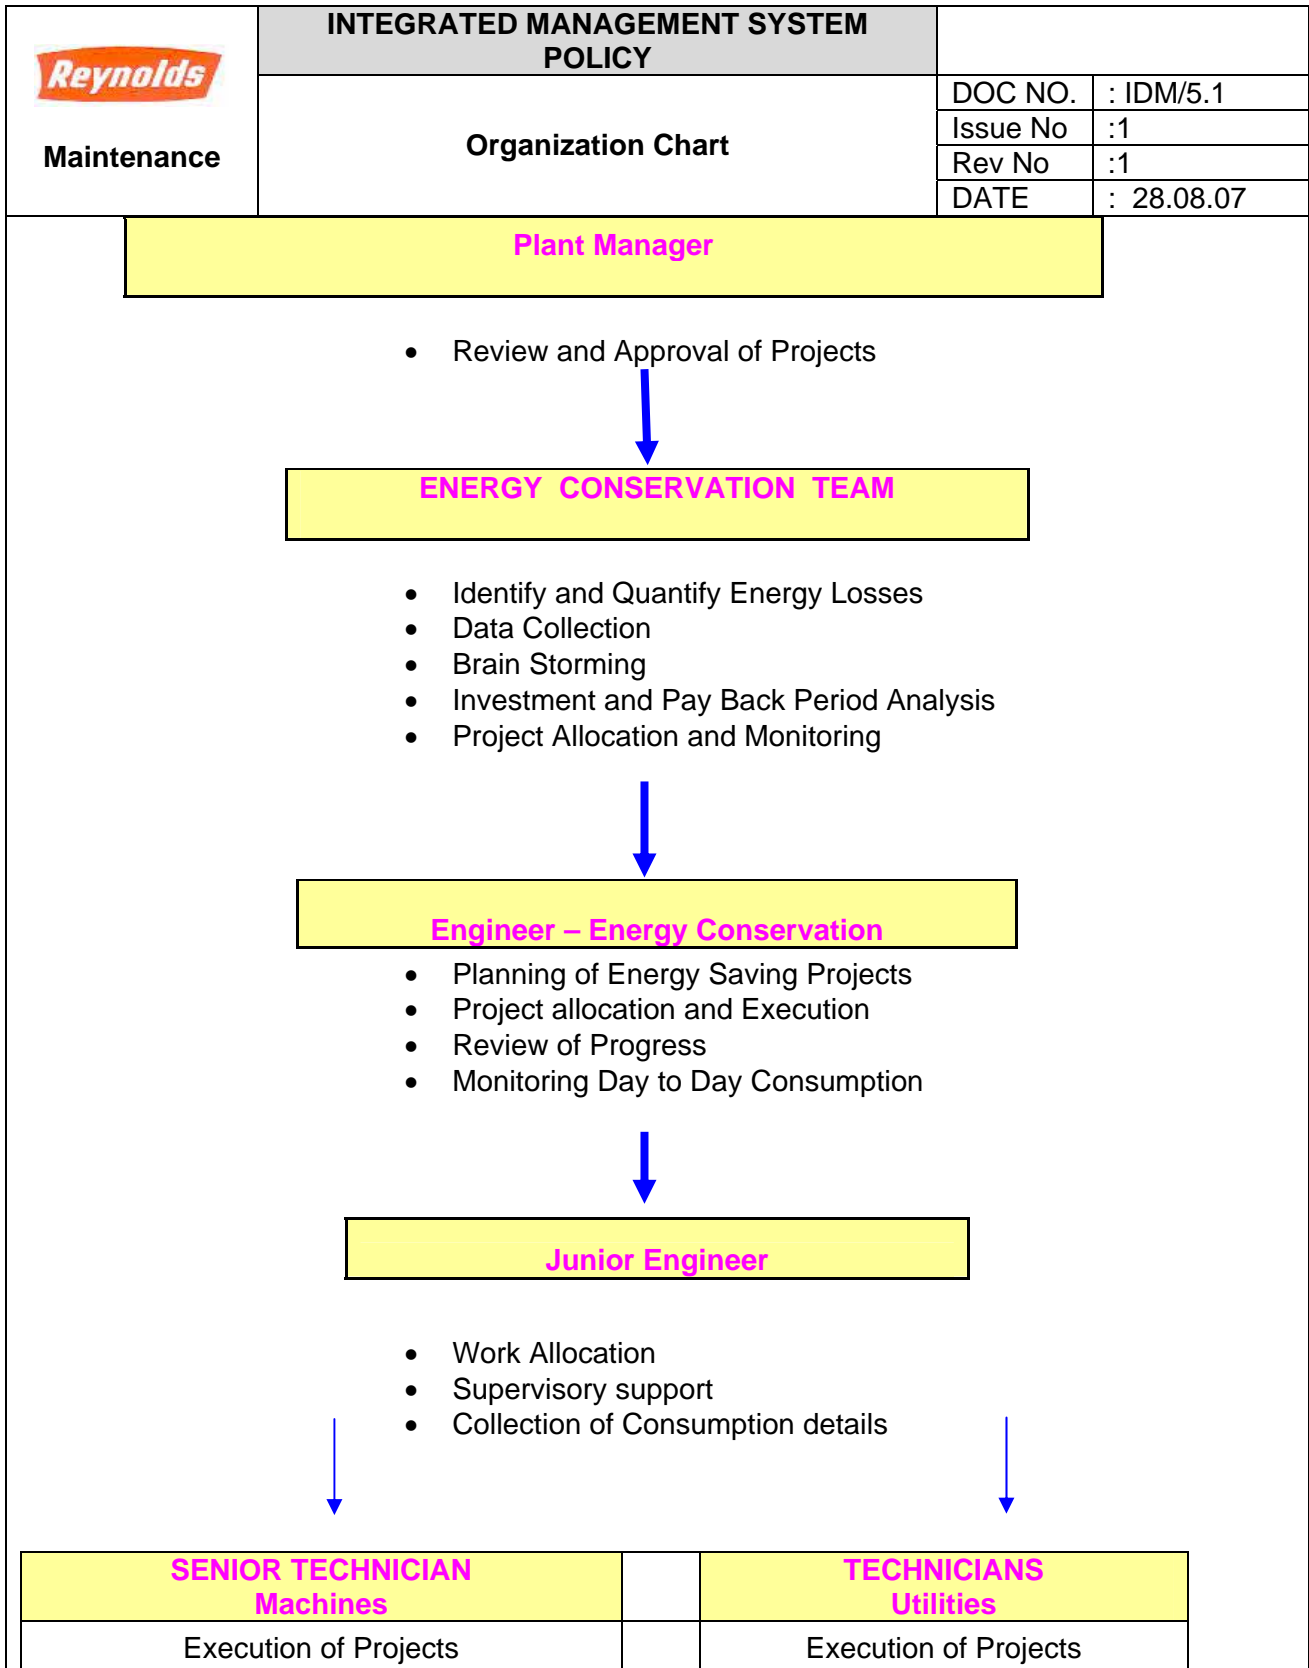 INTEGRATED MANAGEMENT SYSTEM
POLICY
Reynolds
Maintenance
Organization Chart
DOC NO. : IDM/5.1
Issue No :1
Rev No :1
DATE : 28.08.07
Plant Manager
• Review and Approval of Projects
ENERGY CONSERVATION TEAM
• Identify and Quantify Energy Losses
• Data Collection
• Brain Storming
• Investment and Pay Back Period Analysis
• Project Allocation and Monitoring
Engineer – Energy Conservation
• Planning of Energy Saving Projects
• Project allocation and Execution
• Review of Progress
• Monitoring Day to Day Consumption
Junior Engineer
• Work Allocation
• Supervisory support
• Collection of Consumption details
SENIOR TECHNICIAN
Machines
Execution of Projects
TECHNICIANS
Utilities
Execution of Projects